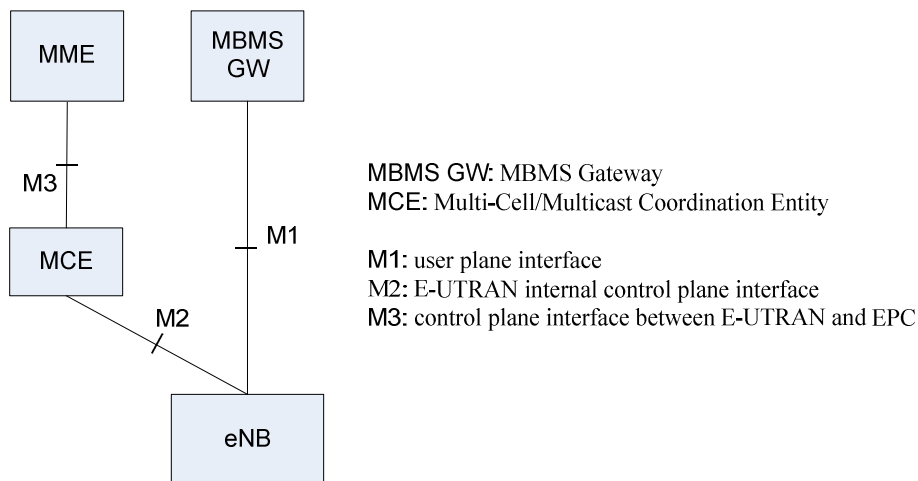 MME
MBMS
GW
M3
MBMS GW: MBMS Gateway
MCE: Multi-Cell/Multicast Coordination Entity
M1
MCE
M1: user plane interface
M2: E-UTRAN internal control plane interface
M3: control plane interface between E-UTRAN and EPC
M2
eNB